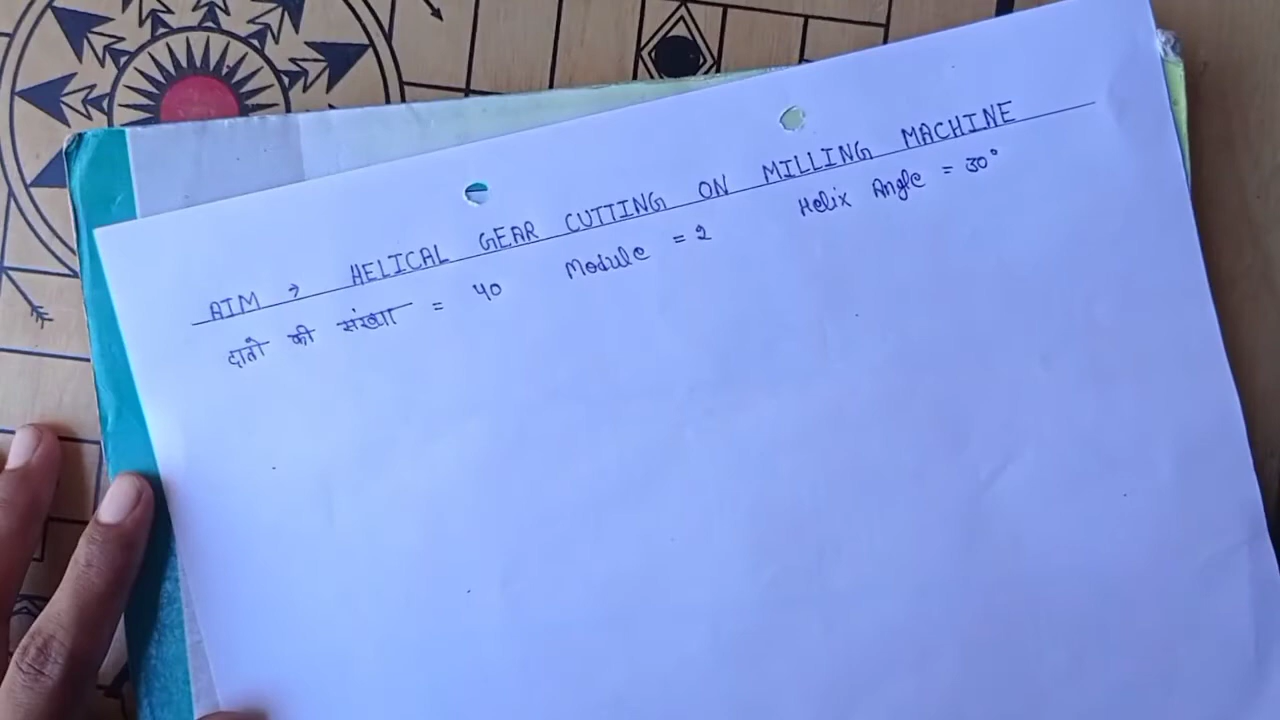 AIM → HELICAL GEAR CUTTING ON MILLING MACHINE
दातो की संख्या = 40 Module = 2 Helix Angle = 30°